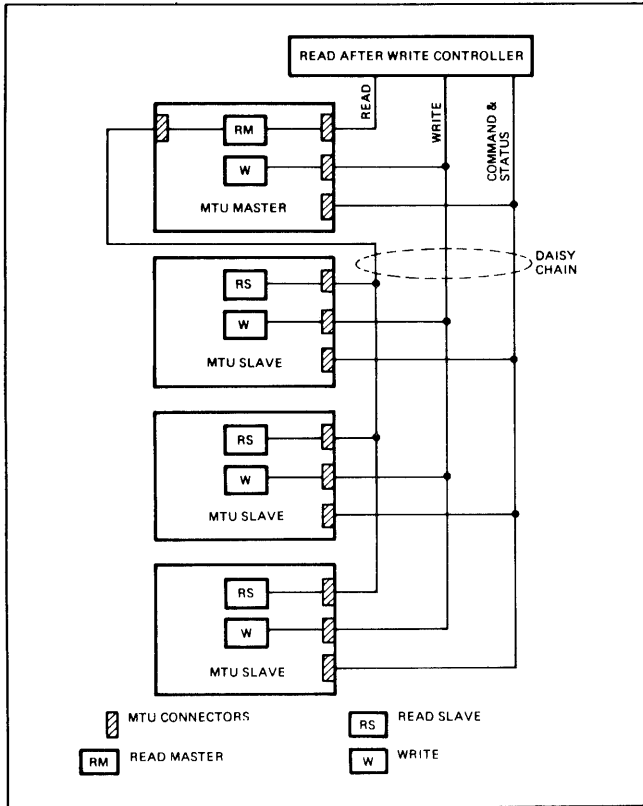 READ AFTER WRITE CONTROLLER
READ
WRITE
COMMAND &
STATUS
RM
W
MTU MASTER
DAISY
CHAIN
RS
W
MTU SLAVE
RS
W
MTU SLAVE
RS
W
MTU SLAVE
MTU CONNECTORS
RS READ SLAVE
RM READ MASTER
W WRITE